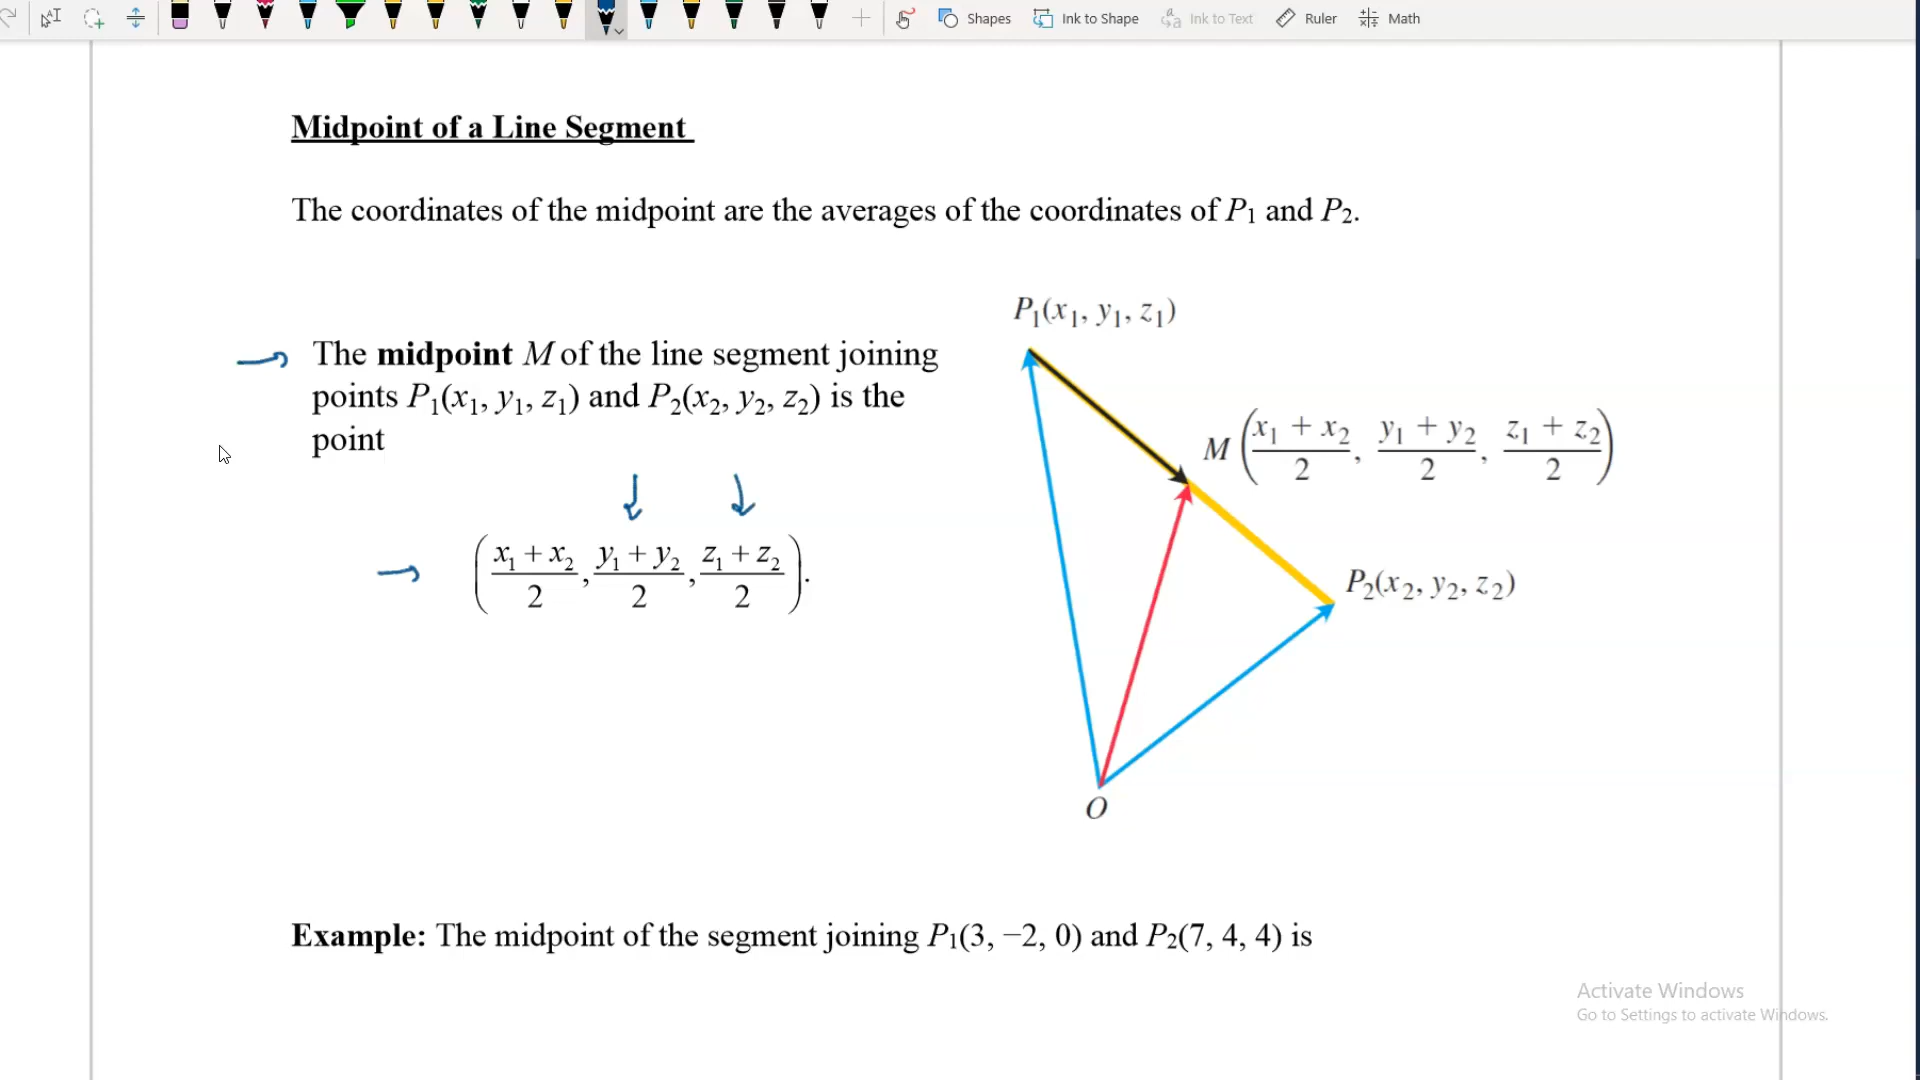 Shapes
Ink to Shape
Ink to Text
Ruler
Math
Midpoint of a Line Segment
The coordinates of the midpoint are the averages of the coordinates of P₁ and P₂.
P₁(x₁, y₁, z₁)
The midpoint M of the line segment joining
points P₁(x₁, y₁, z₁) and P₂(x₂, y₂, z₂) is the
point
M ((x₁ + x₂)/2, (y₁ + y₂)/2, (z₁ + z₂)/2)
((x₁ + x₂)/2, (y₁ + y₂)/2, (z₁ + z₂)/2).
P₂(x₂, y₂, z₂)
O
Example: The midpoint of the segment joining P₁(3, −2, 0) and P₂(7, 4, 4) is
Activate Windows
Go to Settings to activate Windows.